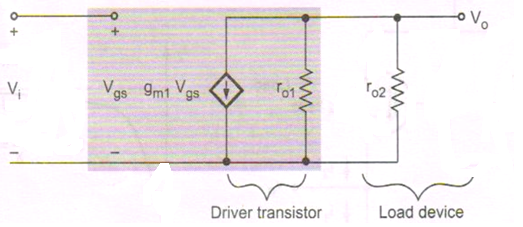 Vo
+ +
Vi Vgs gm1 Vgs ro1 ro2
– –
Driver transistor Load device